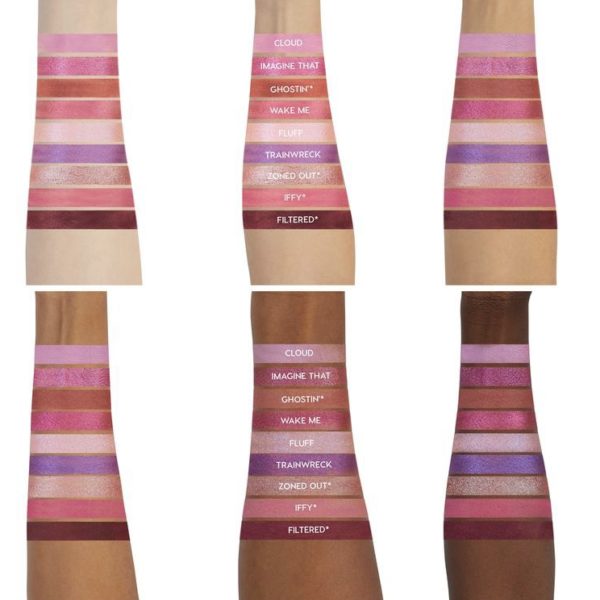 CLOUD
IMAGINE THAT
GHOSTIN'*
WAKE ME
FLUFF
TRAINWRECK
ZONED OUT*
IFFY*
FILTERED*
CLOUD
IMAGINE THAT
GHOSTIN'*
WAKE ME
FLUFF
TRAINWRECK
ZONED OUT*
IFFY*
FILTERED*